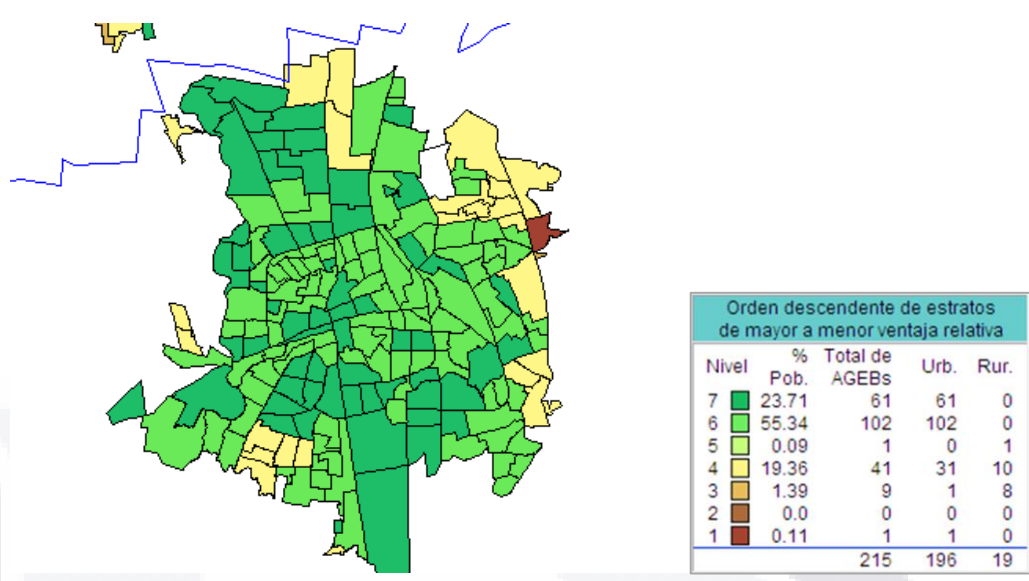 Orden descendente de estratos
de mayor a menor ventaja relativa
Nivel % Pob. Total de AGEBs Urb. Rur.
7 23.71 61 61 0
6 55.34 102 102 0
5 0.09 1 0 1
4 19.36 41 31 10
3 1.39 9 1 8
2 0.0 0 0 0
1 0.11 1 1 0
215 196 19